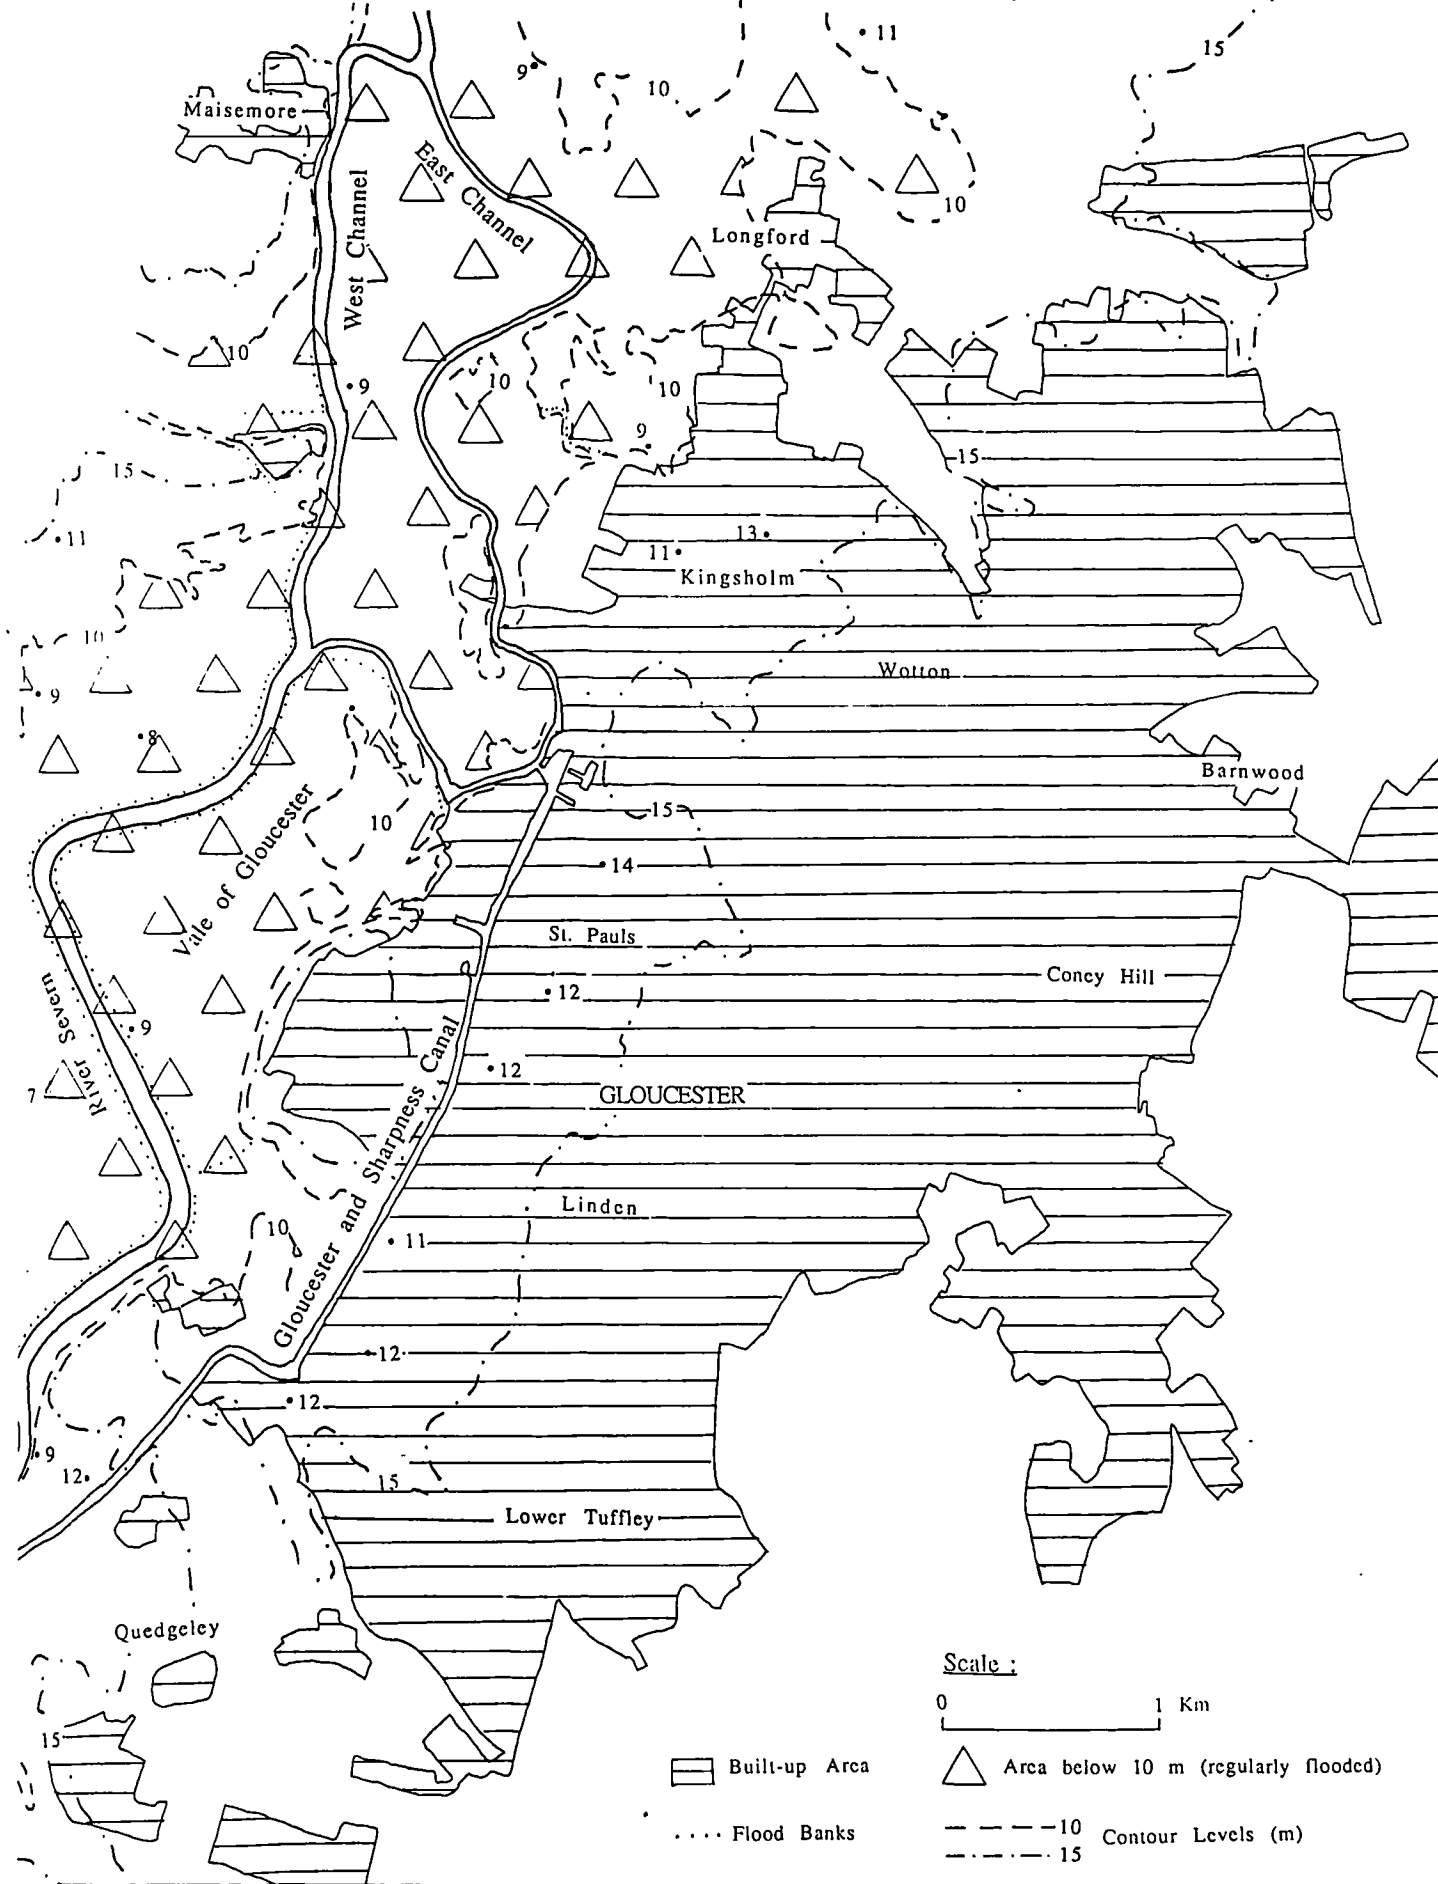 11
15
9
10
Maisemore
East Channel
West Channel
10
Longford
10
9
10
10
9
15
15
11
13
11
Kingsholm
10
9
Wotton
8
Barnwood
Vale of Gloucester
10
15
14
St. Pauls
Coney Hill
12
River Severn
9
12
7
GLOUCESTER
Gloucester and Sharpness Canal
Linden
10
11
12
12
9
12
15
Lower Tuffley
Quedgeley
15
Scale :
0 1 Km
Built-up Area
Area below 10 m (regularly flooded)
Flood Banks
10
Contour Levels (m)
15